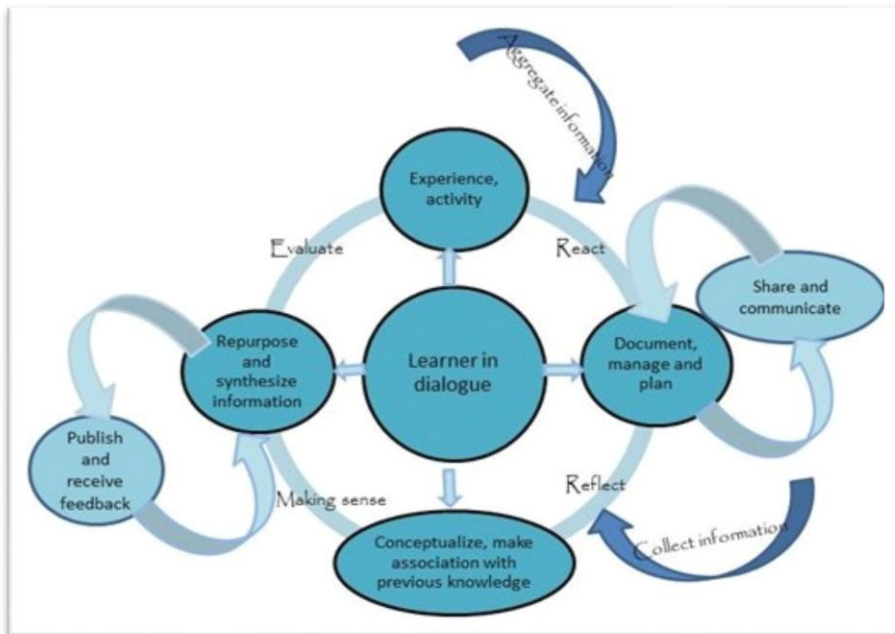 Aggregate information
Experience,
activity
Evaluate
React
Share and
communicate
Repurpose
and
synthesize
information
Learner in
dialogue
Document,
manage and
plan
Publish
and
receive
feedback
Making sense
Reflect
Collect information
Conceptualize, make
association with
previous knowledge